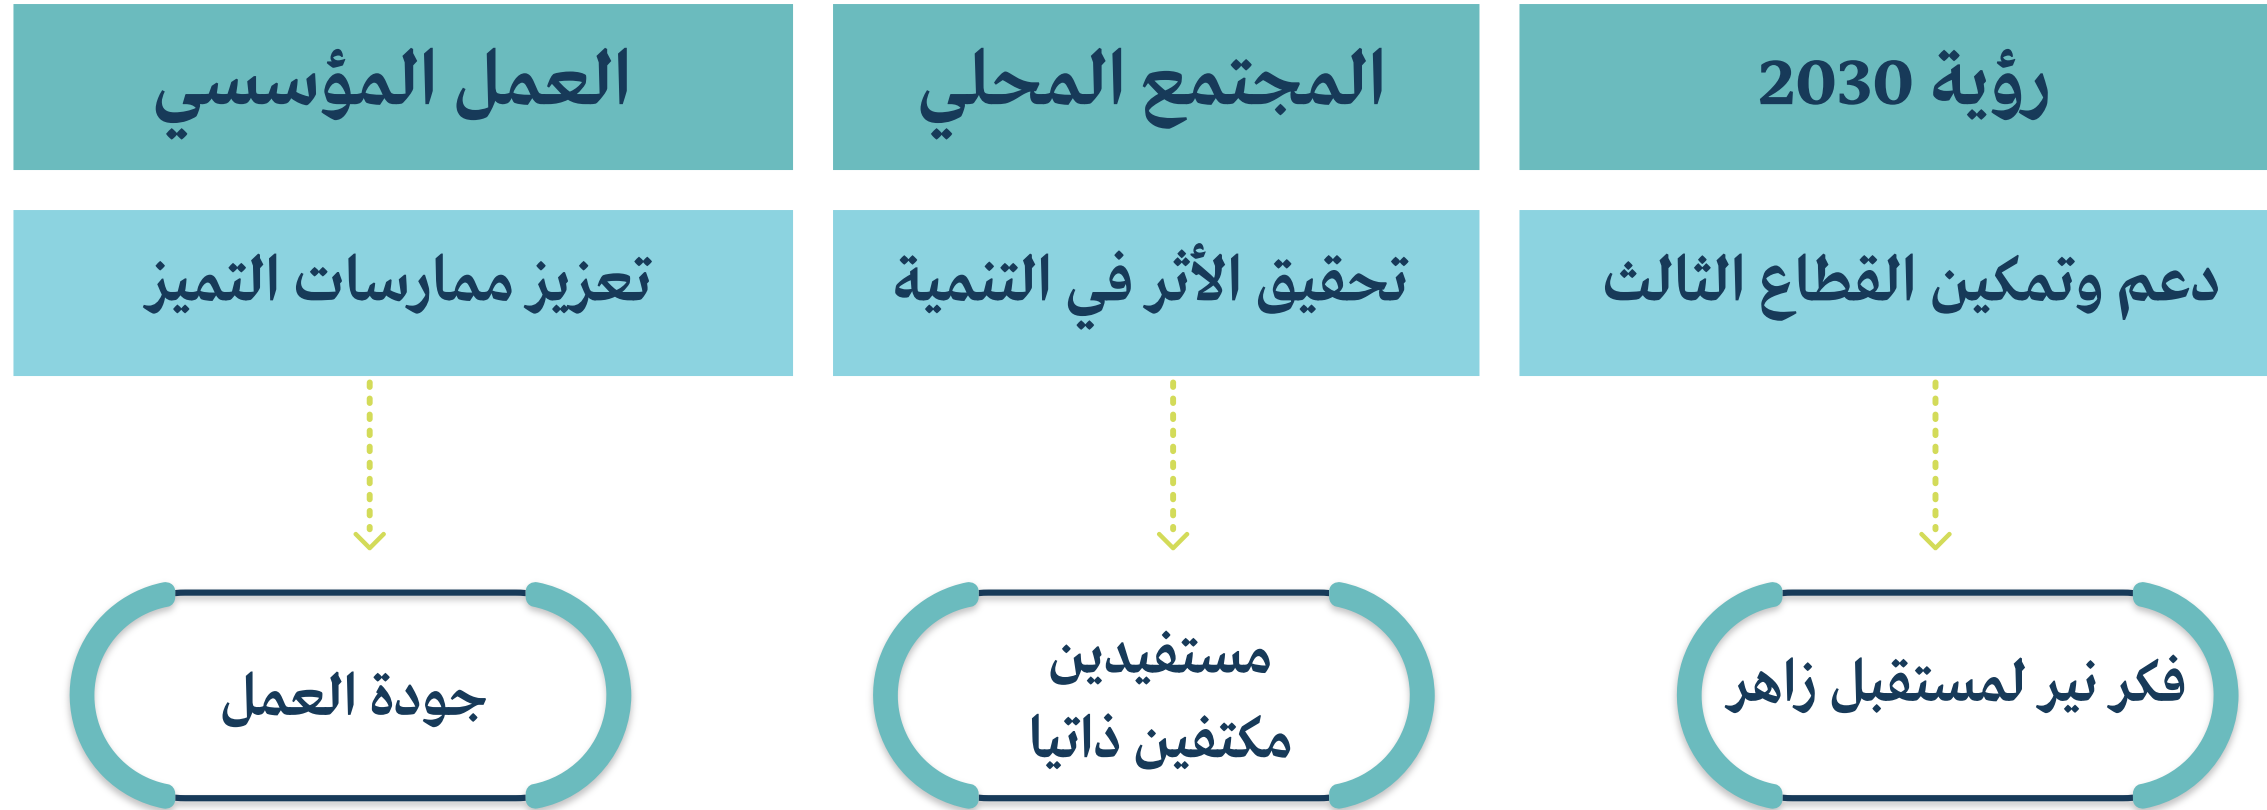 رؤية 2030
المجتمع المحلي
العمل المؤسسي
دعم وتمكين القطاع الثالث
تحقيق الأثر في التنمية
تعزيز ممارسات التميز
فكر نير لمستقبل زاهر
مستفيدين
مكتفين ذاتيا
جودة العمل